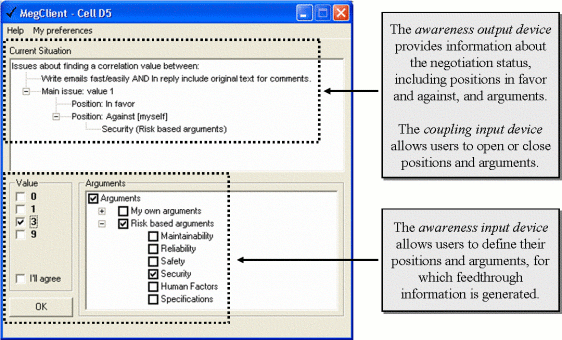 MegClient - Cell D5
Help My preferences
Current Situation
Issues about finding a correlation value between:
Write emails fast/easily AND In reply include original text for comments.
Main issue: value 1
Position: In favor
Position: Against [myself]
Security (Risk based arguments)
Value
0
1
3
9
I'll agree
OK
Arguments
Arguments
My own arguments
Risk based arguments
Maintainability
Reliability
Safety
Security
Human Factors
Specifications
The awareness output device
provides information about
the negotiation status,
including positions in favor
and against, and arguments.
The coupling input device
allows users to open or close
positions and arguments.
The awareness input device
allows users to define their
positions and arguments, for
which feedthrough
information is generated.